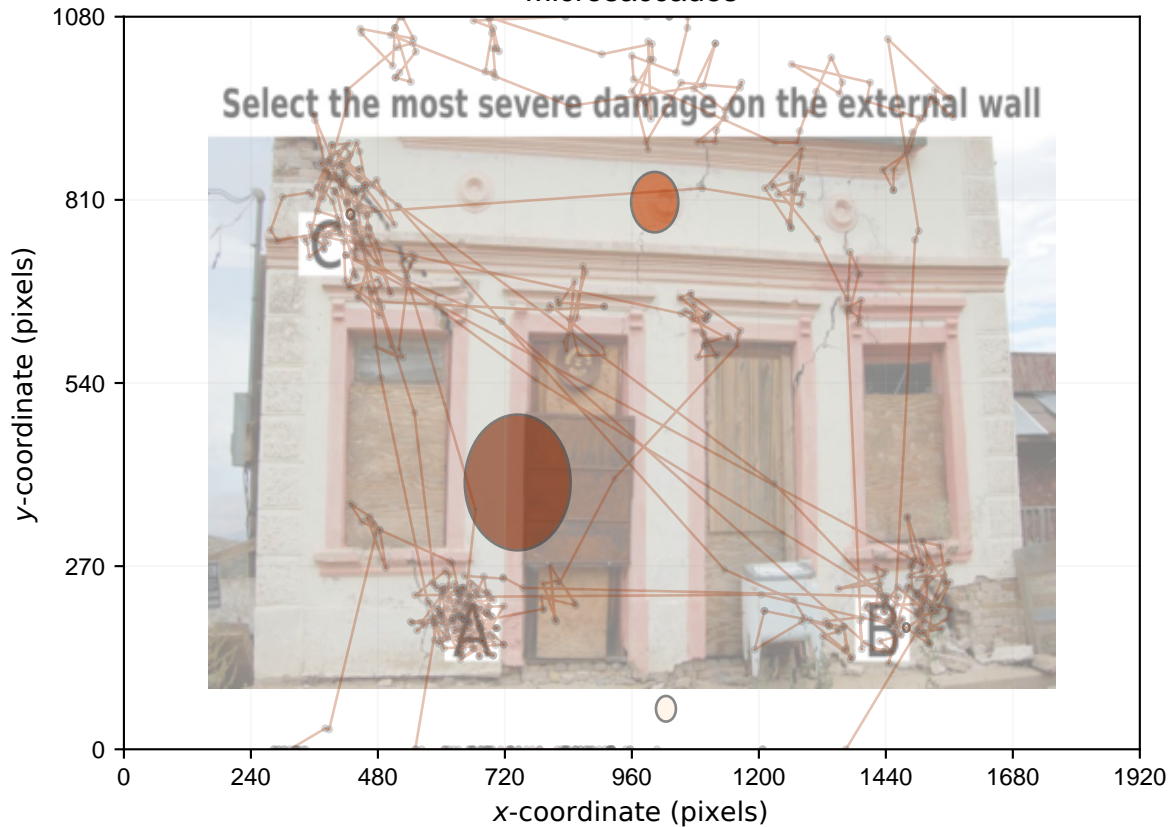 Microsaccades
1080
Select the most severe damage on the external wall
810
C
540
270
A
B
0
0 240 480 720 960 1200 1440 1680 1920
x-coordinate (pixels)
y-coordinate (pixels)